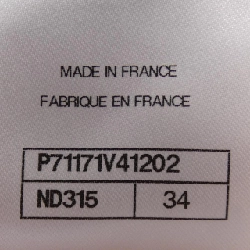 MADE IN FRANCE
FABRIQUE EN FRANCE
P71171V41202
ND315 34